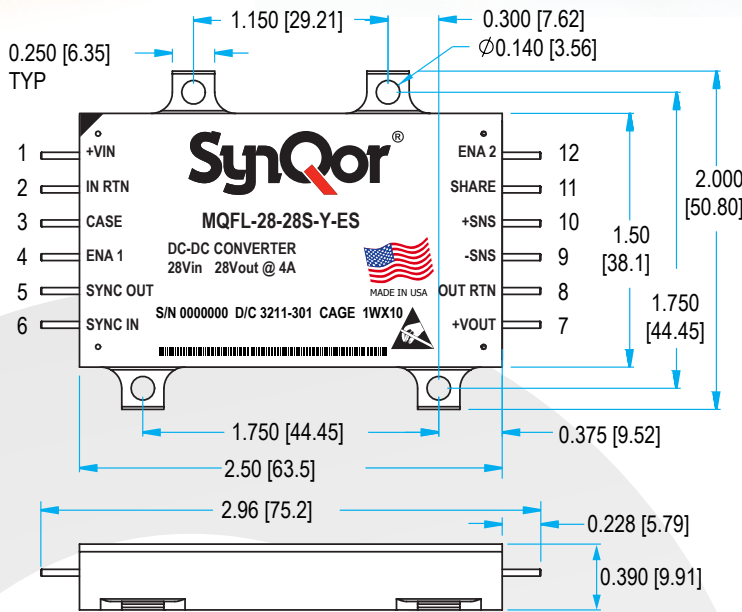 1.150 [29.21]
0.300 [7.62]
0.250 [6.35]
TYP
Ø0.140 [3.56]
SynQor®
1 +VIN
2 IN RTN
3 CASE
4 ENA 1
5 SYNC OUT
6 SYNC IN
MQFL-28-28S-Y-ES
DC-DC CONVERTER
28Vin 28Vout @ 4A
MADE IN USA
S/N 0000000 D/C 3211-301 CAGE 1WX10
ENA 2 12
SHARE 11
+SNS 10
-SNS 9
OUT RTN 8
+VOUT 7
2.000
[50.80]
1.50
[38.1]
1.750
[44.45]
1.750 [44.45]
0.375 [9.52]
2.50 [63.5]
2.96 [75.2]
0.228 [5.79]
0.390 [9.91]